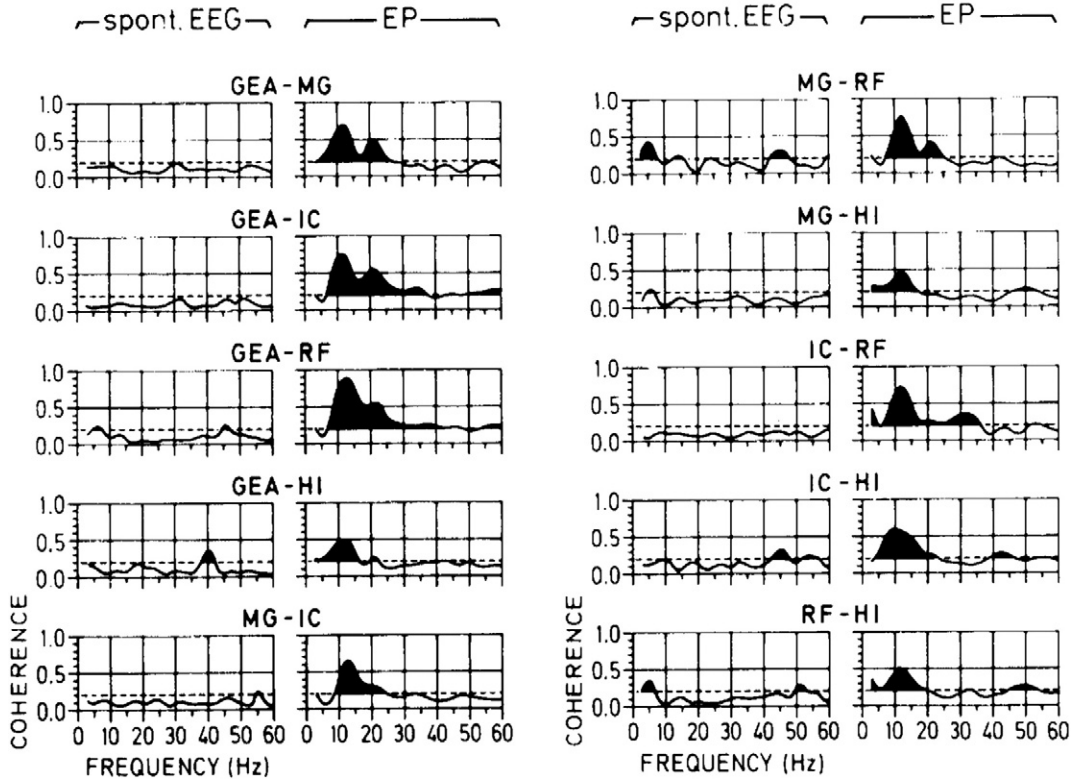 spont. EEG EP spont. EEG EP
GEA-MG
1.0
0.5
0.0
GEA-IC
1.0
0.5
0.0
GEA-RF
1.0
0.5
0.0
GEA-HI
1.0
0.5
0.0
MG-IC
1.0
0.5
0.0
0 10 20 30 40 50 60 0 10 20 30 40 50 60
COHERENCE
FREQUENCY (Hz)
MG-RF
1.0
0.5
0.0
MG-HI
1.0
0.5
0.0
IC-RF
1.0
0.5
0.0
IC-HI
1.0
0.5
0.0
RF-HI
1.0
0.5
0.0
0 10 20 30 40 50 60 0 10 20 30 40 50 60
COHERENCE
FREQUENCY (Hz)